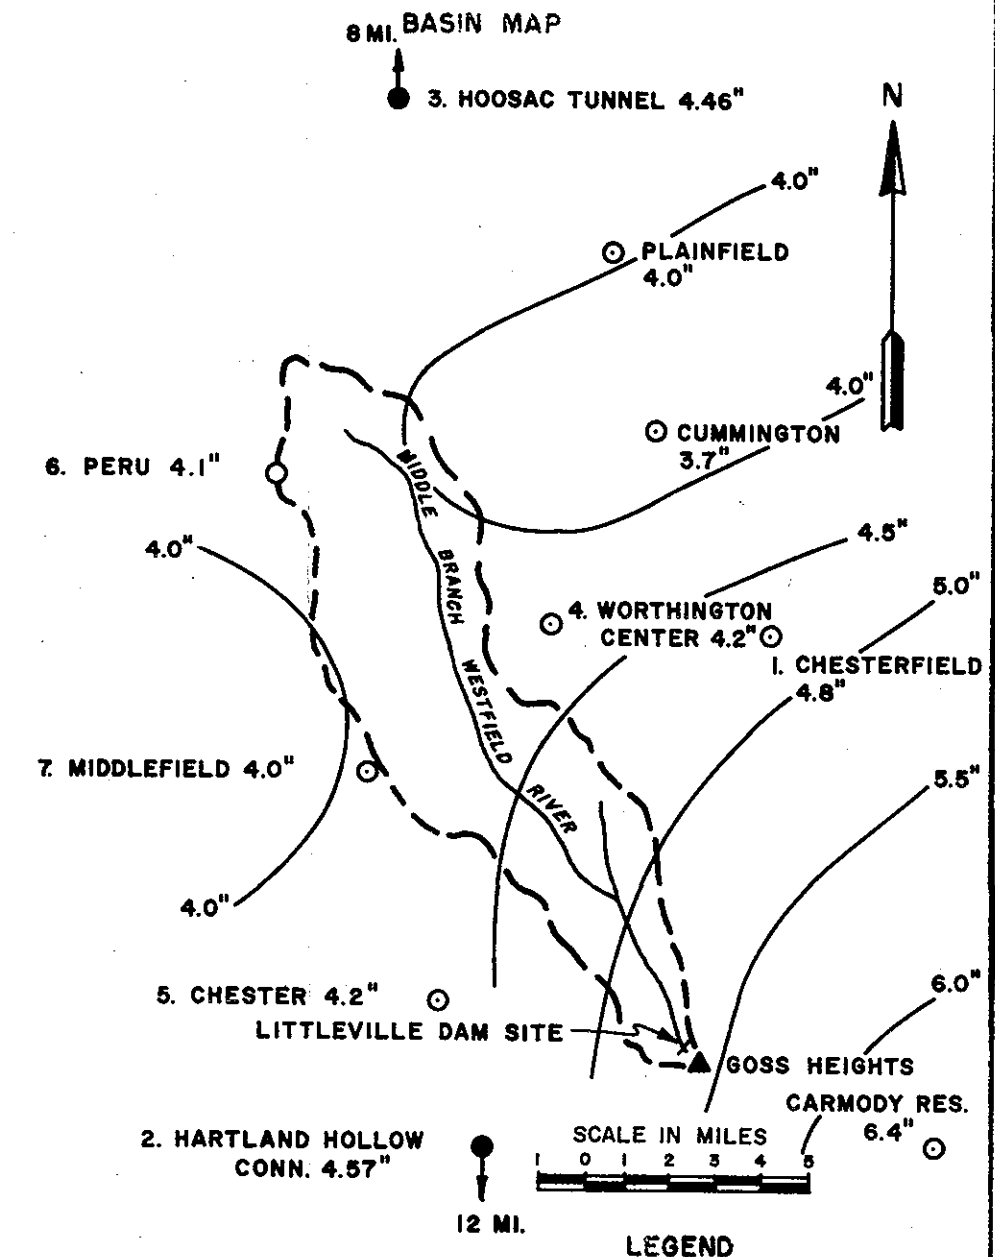 BASIN MAP
8 MI.
3. HOOSAC TUNNEL 4.46"
N
4.0"
PLAINFIELD
4.0"
4.0"
CUMMINGTON
3.7"
6. PERU 4.1"
MIDDLE BRANCH WESTFIELD RIVER
4.0"
4.5"
5.0"
4. WORTHINGTON
CENTER 4.2"
1. CHESTERFIELD
4.8"
7. MIDDLEFIELD 4.0"
5.5"
4.0"
5. CHESTER 4.2"
6.0"
LITTLEVILLE DAM SITE
GOSS HEIGHTS
CARMODY RES.
6.4"
2. HARTLAND HOLLOW
CONN. 4.57"
SCALE IN MILES
1 0 1 2 3 4 5
12 MI.
LEGEND